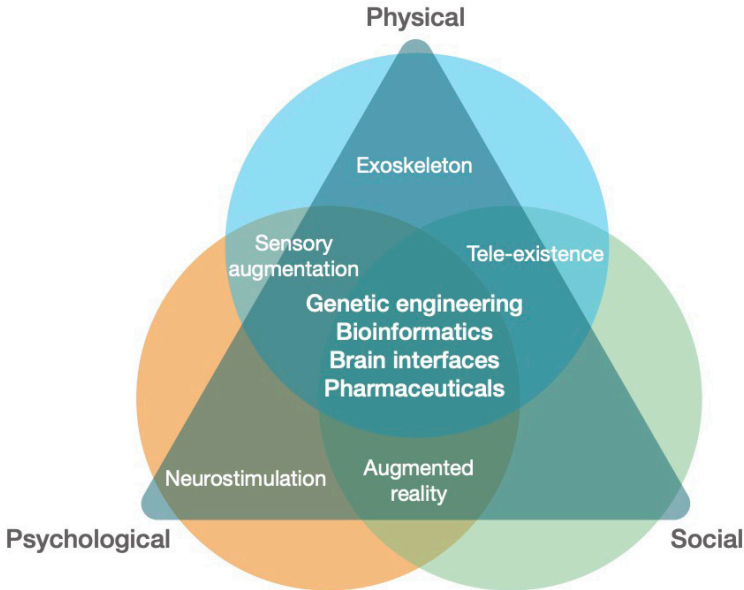 Physical
Exoskeleton
Sensory
augmentation
Tele-existence
Genetic engineering
Bioinformatics
Brain interfaces
Pharmaceuticals
Neurostimulation
Augmented
reality
Psychological
Social